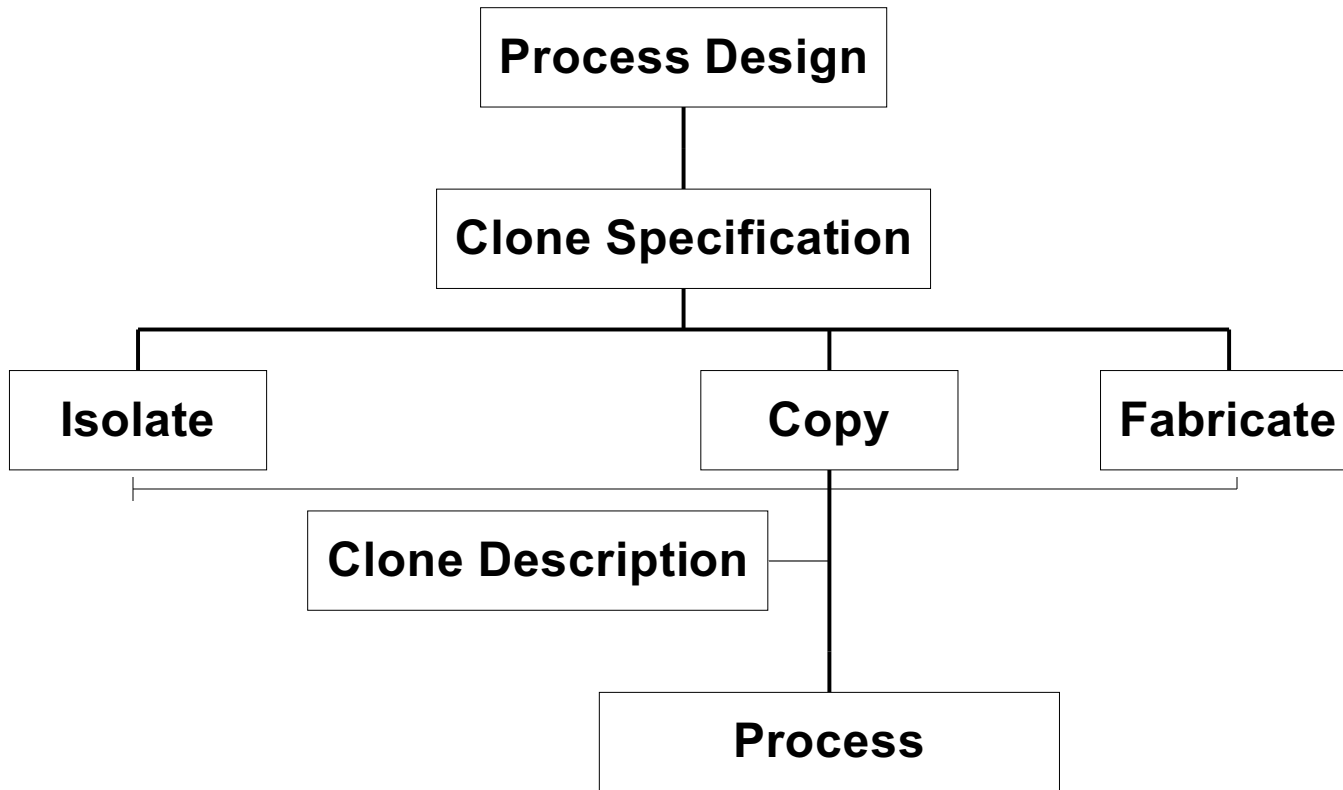 Process Design
Clone Specification
Isolate
Copy
Fabricate
Clone Description
Process